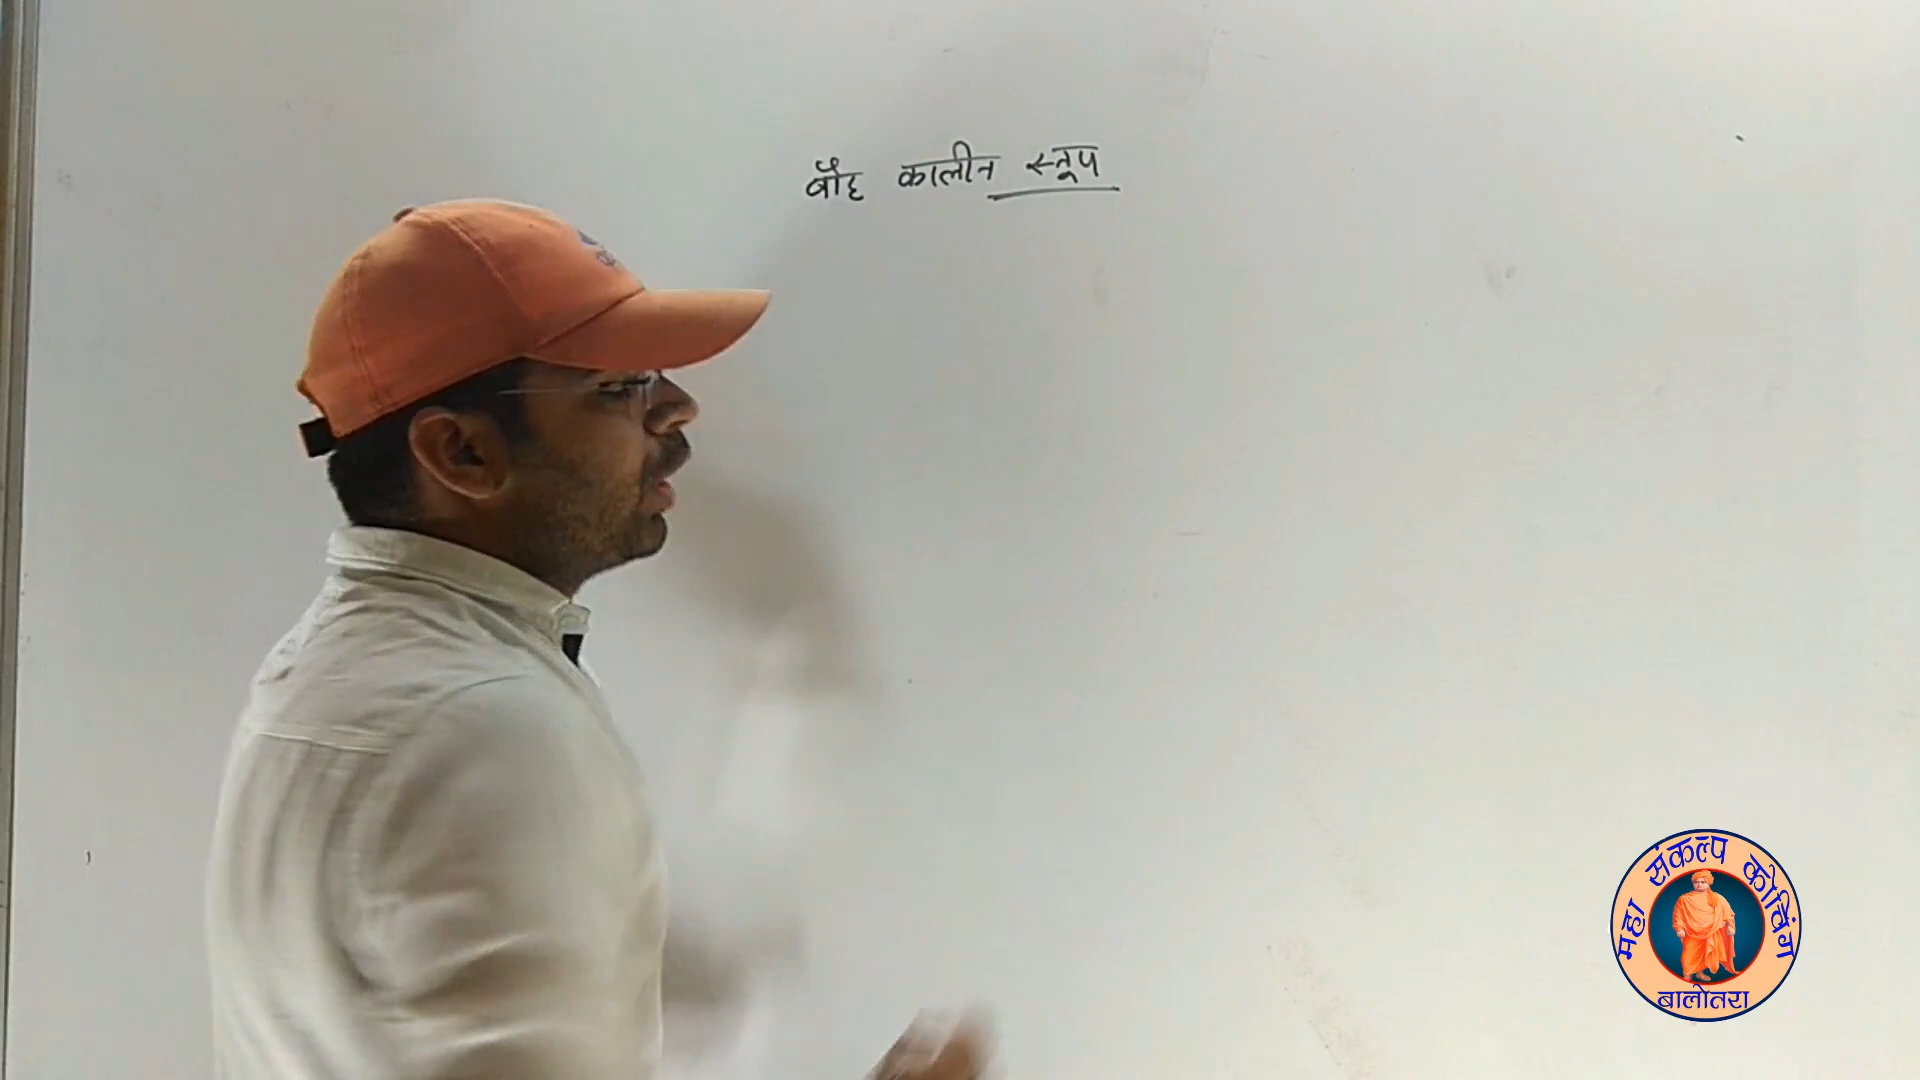 बौद्द कालीन स्तूप
महा संकल्प कोचिंग
बालोतरा